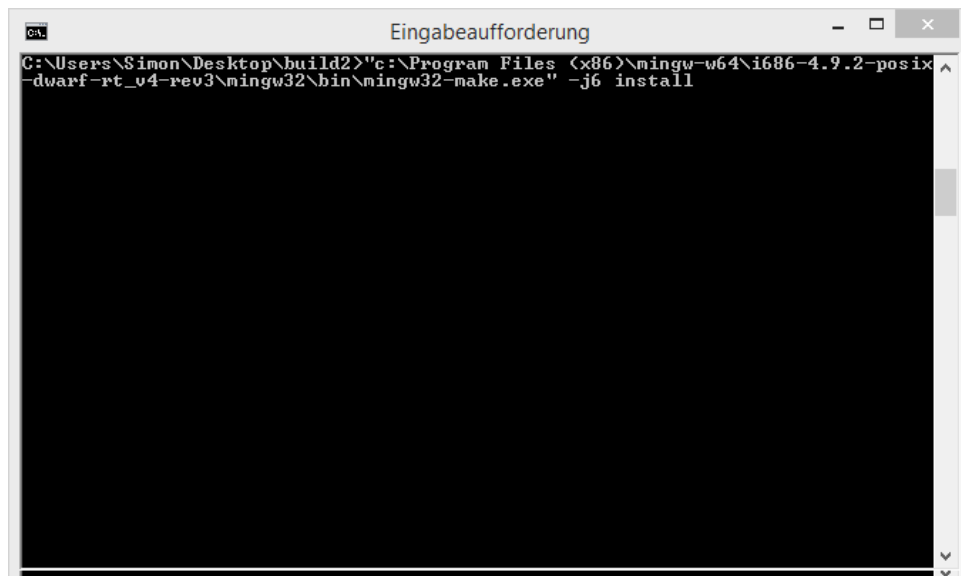 Eingabeaufforderung
C:\Users\Simon\Desktop\build2>"c:\Program Files (x86)\mingw-w64\i686-4.9.2-posix
-dwarf-rt_v4-rev3\mingw32\bin\mingw32-make.exe" -j6 install